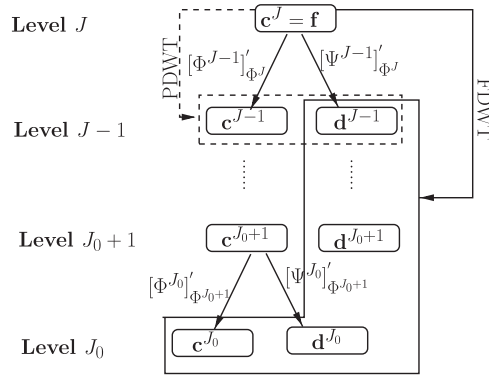 Level J
c^J = f
PDWT
[Φ^{J−1}]′_{Φ^J}
[Ψ^{J−1}]′_{Φ^J}
FDWT
Level J−1
c^{J−1}
d^{J−1}
Level J_0+1
c^{J_0+1}
d^{J_0+1}
[Φ^{J_0}]′_{Φ^{J_0+1}}
[Ψ^{J_0}]′_{Φ^{J_0+1}}
Level J_0
c^{J_0}
d^{J_0}